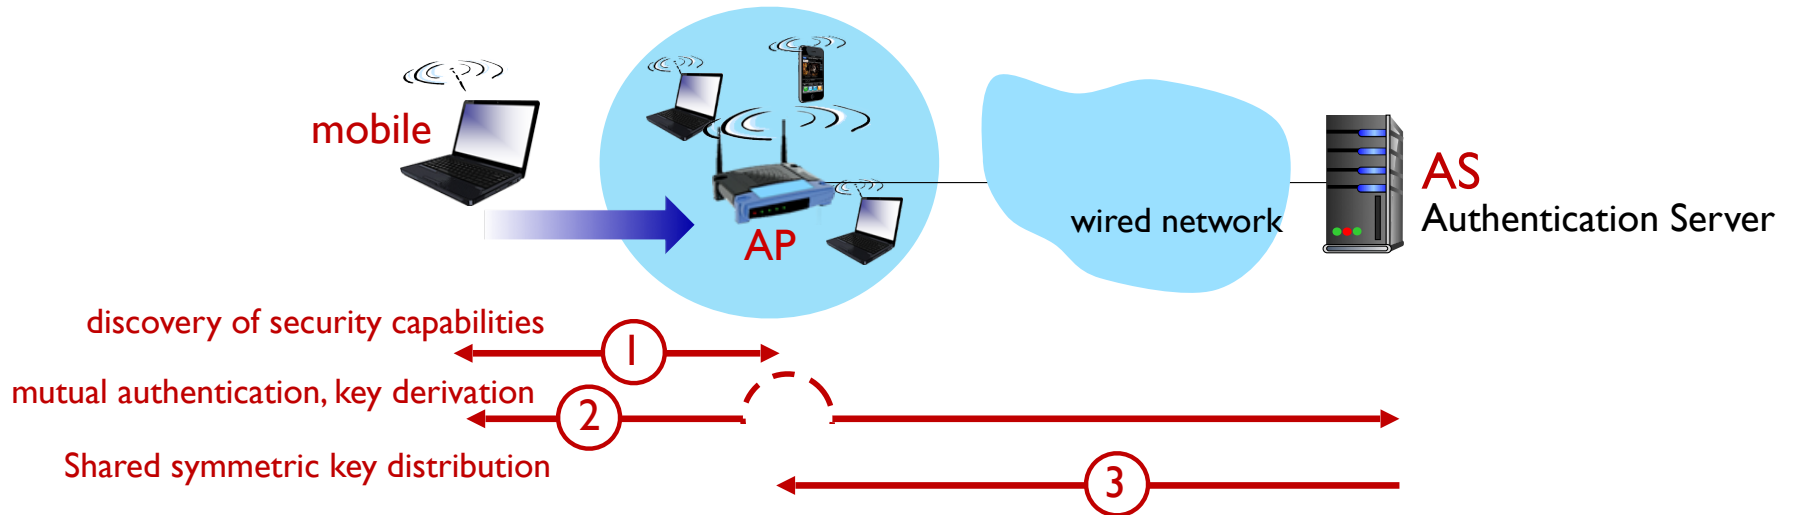 mobile
AP
wired network
AS
Authentication Server
discovery of security capabilities
1
mutual authentication, key derivation
2
Shared symmetric key distribution
3